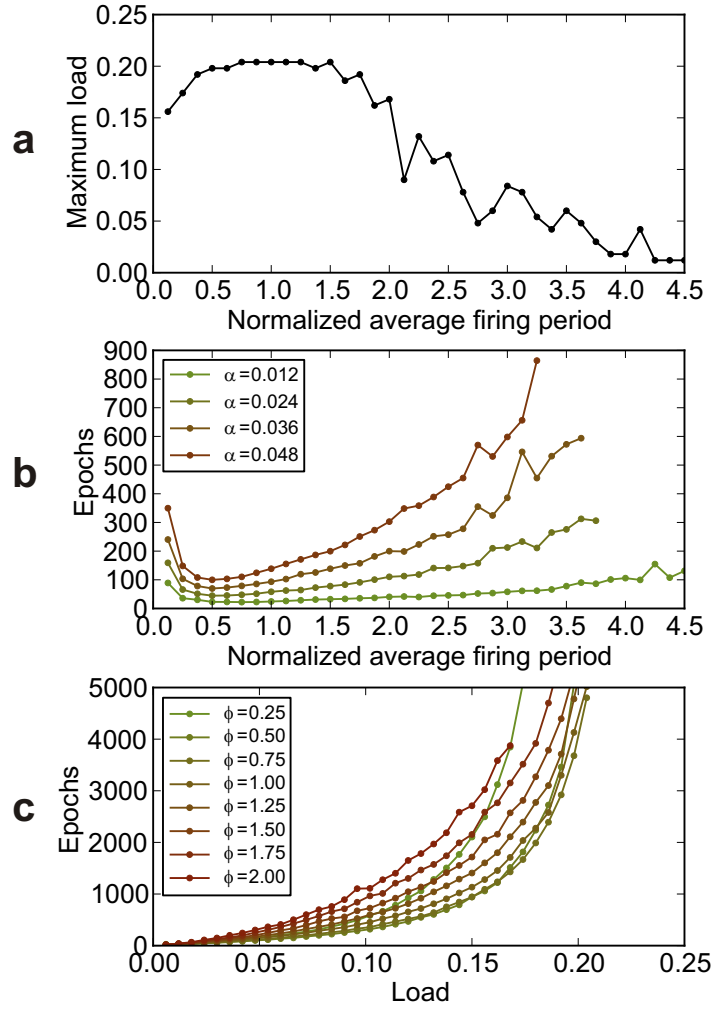 a
Maximum load
0.25
0.20
0.15
0.10
0.05
0.00
0.0 0.5 1.0 1.5 2.0 2.5 3.0 3.5 4.0 4.5
Normalized average firing period
b
Epochs
900
800
700
600
500
400
300
200
100
0
α=0.012
α=0.024
α=0.036
α=0.048
0.0 0.5 1.0 1.5 2.0 2.5 3.0 3.5 4.0 4.5
Normalized average firing period
c
Epochs
5000
4000
3000
2000
1000
0
ϕ=0.25
ϕ=0.50
ϕ=0.75
ϕ=1.00
ϕ=1.25
ϕ=1.50
ϕ=1.75
ϕ=2.00
0.00 0.05 0.10 0.15 0.20 0.25
Load